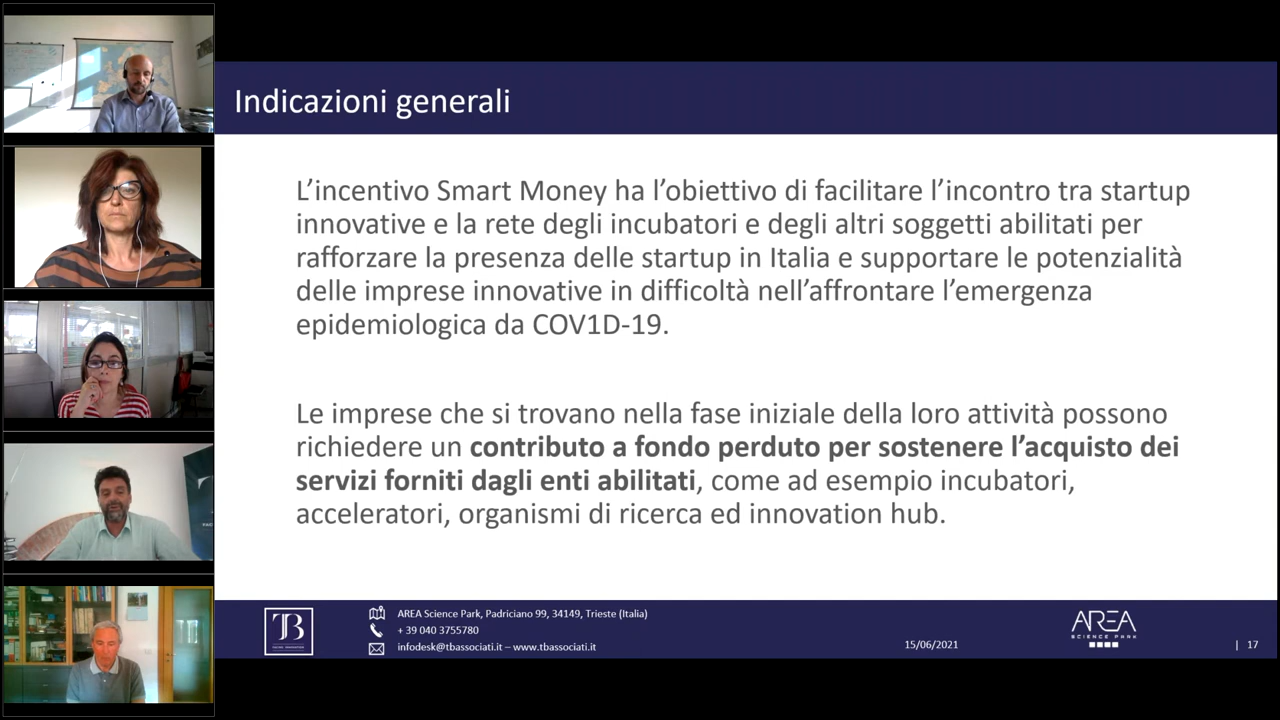 Indicazioni generali
L'incentivo Smart Money ha l'obiettivo di facilitare l'incontro tra startup
innovative e la rete degli incubatori e degli altri soggetti abilitati per
rafforzare la presenza delle startup in Italia e supportare le potenzialità
delle imprese innovative in difficoltà nell'affrontare l'emergenza
epidemiologica da COV1D-19.
Le imprese che si trovano nella fase iniziale della loro attività possono
richiedere un contributo a fondo perduto per sostenere l'acquisto dei
servizi forniti dagli enti abilitati, come ad esempio incubatori,
acceleratori, organismi di ricerca ed innovation hub.
TB
AREA Science Park, Padriciano 99, 34149, Trieste (Italia)
+ 39 040 3755780
infodesk@tbassociati.it – www.tbassociati.it
15/06/2021
AREA
SCIENCE PARK
| 17